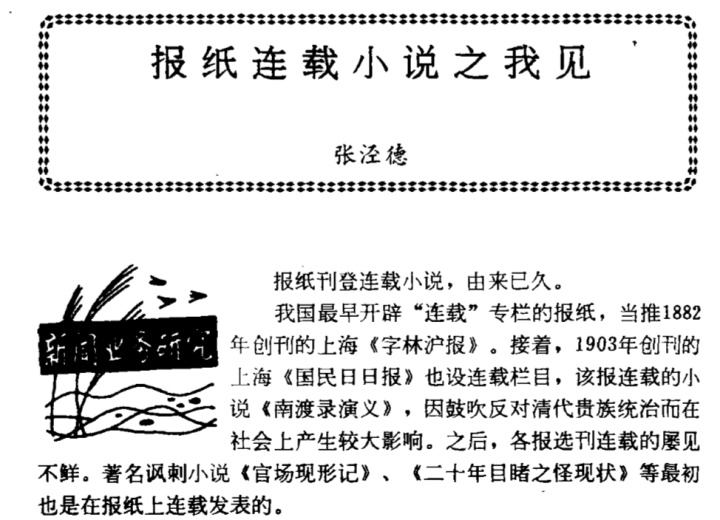 报纸连载小说之我见
张泾德
新闻业务研究
报纸刊登连载小说，由来已久。
我国最早开辟“连载”专栏的报纸，当推1882
年创刊的上海《字林沪报》。接着，1903年创刊的
上海《国民日日报》也设连载栏目，该报连载的小
说《南渡录演义》，因鼓吹反对清代贵族统治而在
社会上产生较大影响。之后，各报选刊连载的屡见
不鲜。著名讽刺小说《官场现形记》、《二十年目睹之怪现状》等最初
也是在报纸上连载发表的。